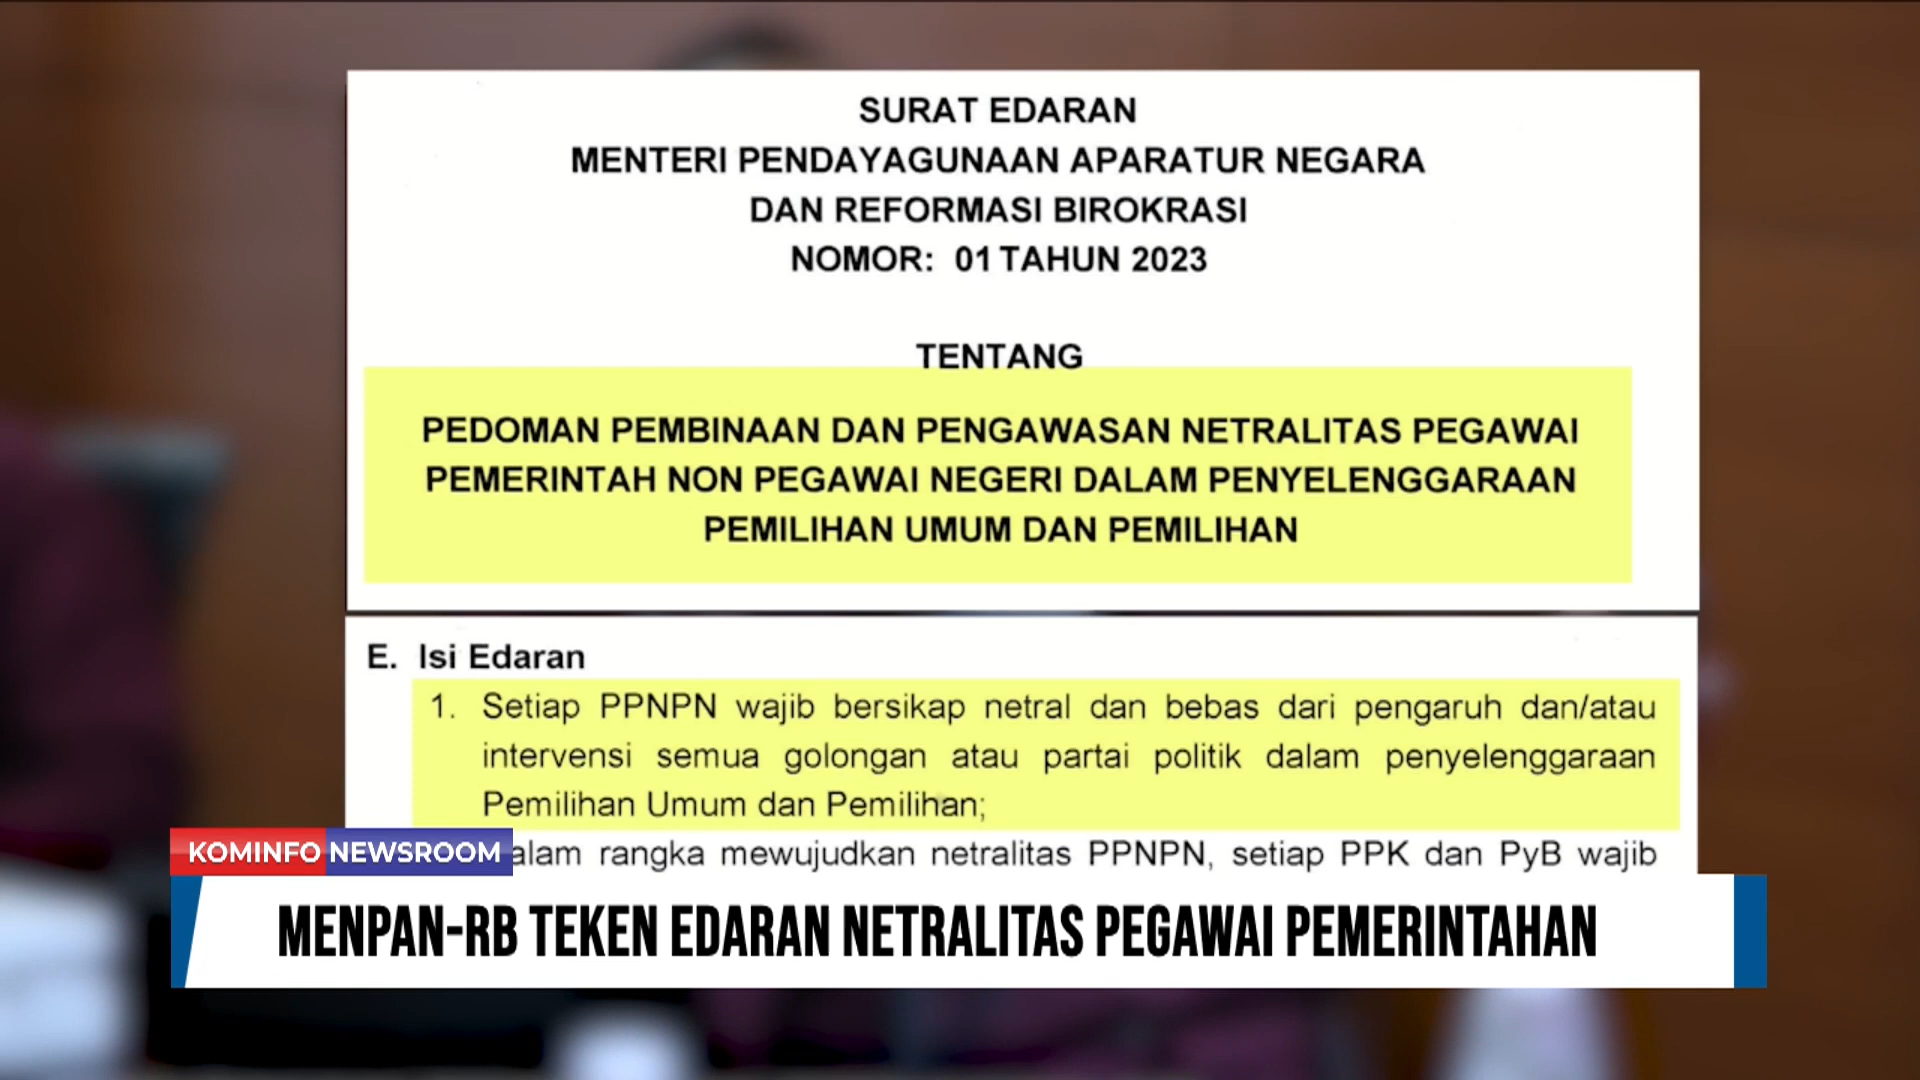 SURAT EDARAN
MENTERI PENDAYAGUNAAN APARATUR NEGARA
DAN REFORMASI BIROKRASI
NOMOR: 01 TAHUN 2023
TENTANG
PEDOMAN PEMBINAAN DAN PENGAWASAN NETRALITAS PEGAWAI
PEMERINTAH NON PEGAWAI NEGERI DALAM PENYELENGGARAAN
PEMILIHAN UMUM DAN PEMILIHAN
E. Isi Edaran
1. Setiap PPNPN wajib bersikap netral dan bebas dari pengaruh dan/atau
intervensi semua golongan atau partai politik dalam penyelenggaraan
Pemilihan Umum dan Pemilihan;
rangka mewujudkan netralitas PPNPN, setiap PPK dan PyB wajib
KOMINFO NEWSROOM
MENPAN-RB TEKEN EDARAN NETRALITAS PEGAWAI PEMERINTAHAN